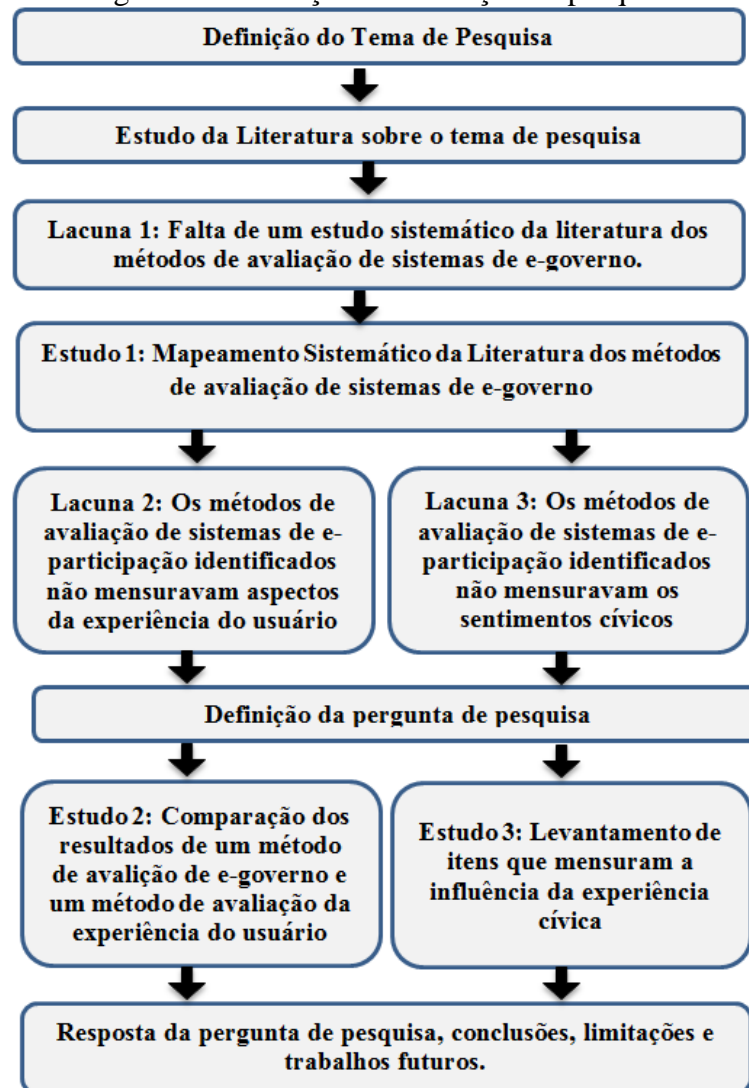 Definição do Tema de Pesquisa
Estudo da Literatura sobre o tema de pesquisa
Lacuna 1: Falta de um estudo sistemático da literatura dos
métodos de avaliação de sistemas de e-governo.
Estudo 1: Mapeamento Sistemático da Literatura dos métodos
de avaliação de sistemas de e-governo
Lacuna 2: Os métodos de
avaliação de sistemas de e-
participação identificados
não mensuravam aspectos
da experiência do usuário
Lacuna 3: Os métodos de
avaliação de sistemas de e-
participação identificados
não mensuravam os
sentimentos cívicos
Definição da pergunta de pesquisa
Estudo 2: Comparação dos
resultados de um método
de avalição de e-governo e
um método de avaliação da
experiência do usuário
Estudo 3: Levantamento de
itens que mensuram a
influência da experiência
cívica
Resposta da pergunta de pesquisa, conclusões, limitações e
trabalhos futuros.